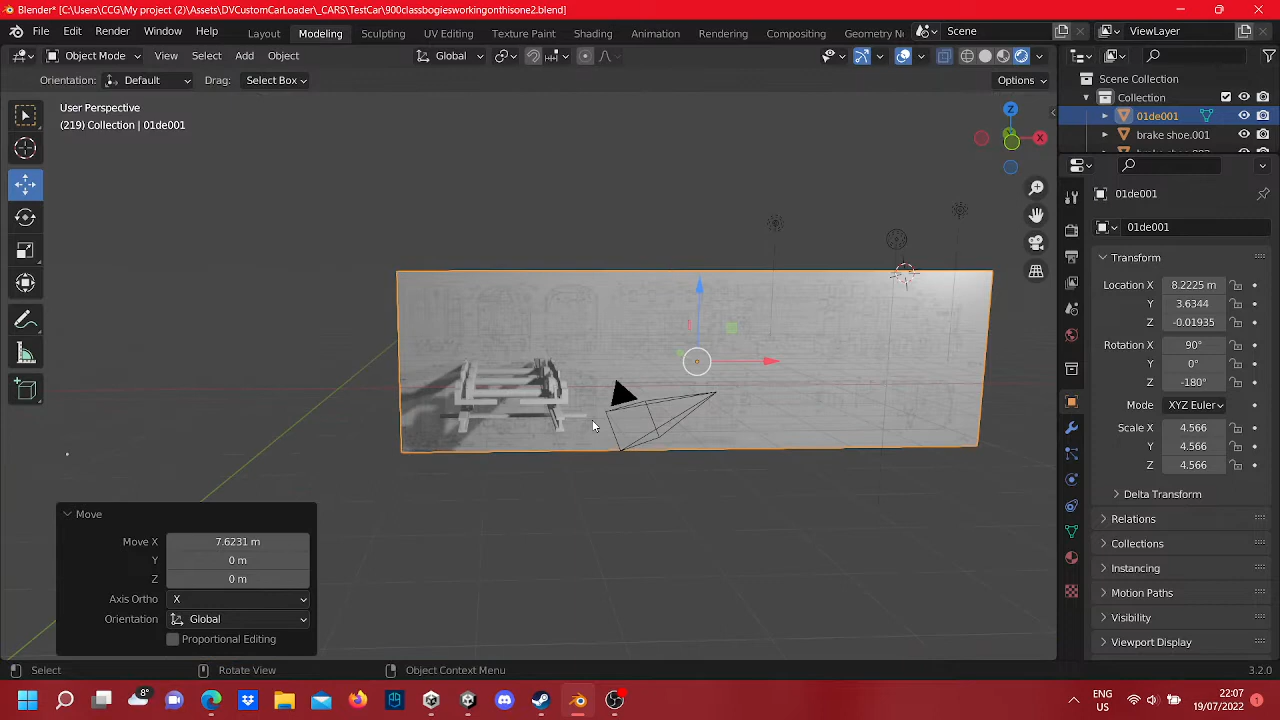 Blender* [C:\Users\CCG\My project (2)\Assets\DVCustomCarLoader\_CARS\TestCar\900classbogiesworkingonthisone2.blend]
File Edit Render Window Help Layout Modeling Sculpting UV Editing Texture Paint Shading Animation Rendering Compositing Geometry N Scene ViewLayer
Object Mode View Select Add Object Global
Orientation: Default Drag: Select Box Options
User Perspective
(219) Collection | 01de001
Z
X
Scene Collection
Collection
01de001
brake shoe.001
01de001
01de001
Transform
Location X 8.2225 m
Y 3.6344
Z -0.01935
Rotation X 90°
Y 0°
Z -180°
Mode XYZ Euler
Scale X 4.566
Y 4.566
Z 4.566
Delta Transform
Relations
Collections
Instancing
Motion Paths
Visibility
Viewport Display
Move
Move X 7.6231 m
Y 0 m
Z 0 m
Axis Ortho X
Orientation Global
Proportional Editing
Select Rotate View Object Context Menu 3.2.0
8°
ENG
US
22:07
19/07/2022
1